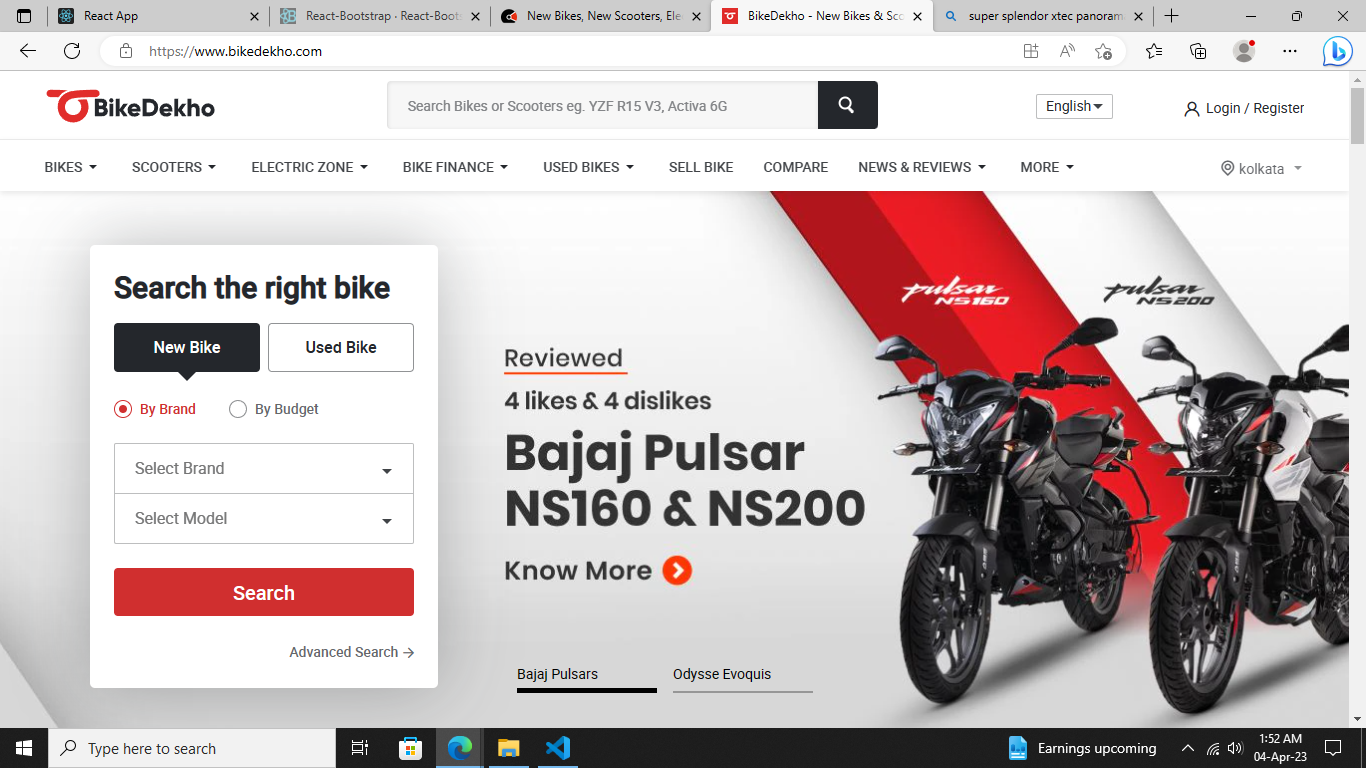 React App
React-Bootstrap · React-Boots
New Bikes, New Scooters, Ele
BikeDekho - New Bikes & Sco
super splendor xtec panoram
https://www.bikedekho.com
BikeDekho
Search Bikes or Scooters eg. YZF R15 V3, Activa 6G
English
Login / Register
BIKES
SCOOTERS
ELECTRIC ZONE
BIKE FINANCE
USED BIKES
SELL BIKE
COMPARE
NEWS & REVIEWS
MORE
kolkata
Search the right bike
New Bike
Used Bike
By Brand
By Budget
Select Brand
Select Model
Search
Advanced Search
Reviewed
4 likes & 4 dislikes
Bajaj Pulsar
NS160 & NS200
Know More
Bajaj Pulsars
Odysse Evoquis
pulsar
NS160
pulsar
NS200
Type here to search
Earnings upcoming
1:52 AM
04-Apr-23